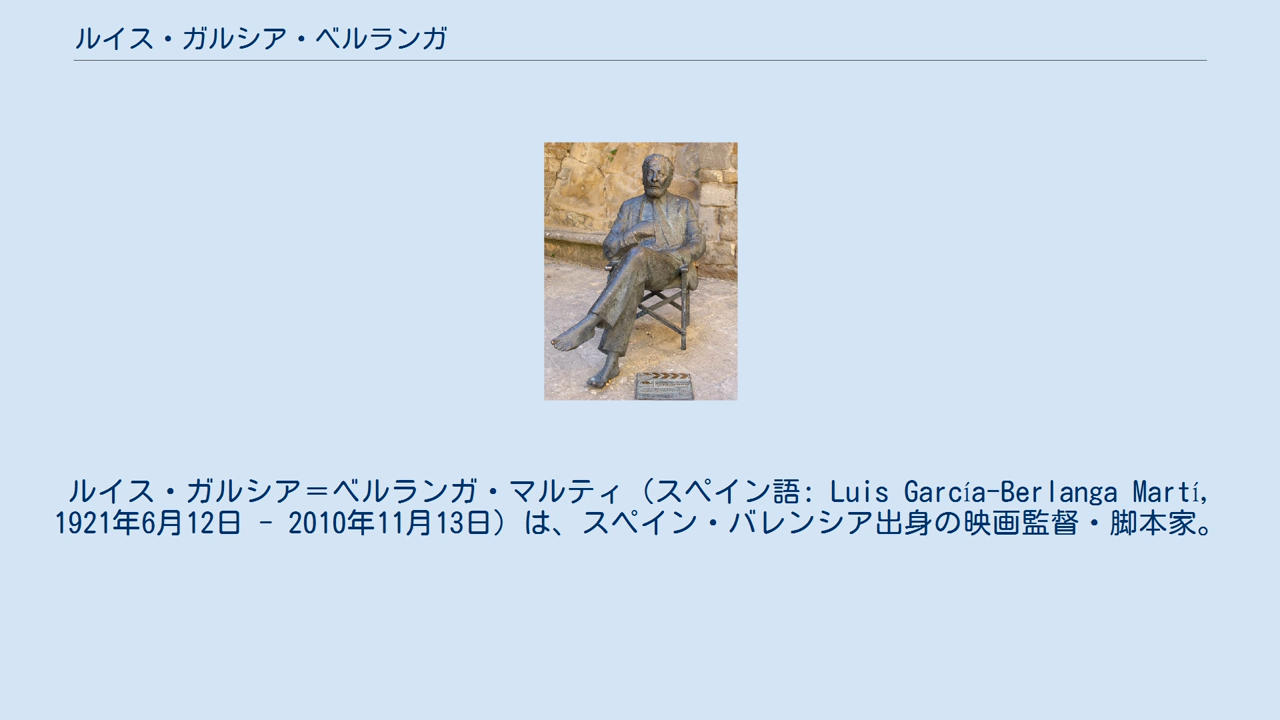 ルイス・ガルシア・ベルランガ
ルイス・ガルシア＝ベルランガ・マルティ（スペイン語: Luis García-Berlanga Martí,
1921年6月12日 - 2010年11月13日）は、スペイン・バレンシア出身の映画監督・脚本家。